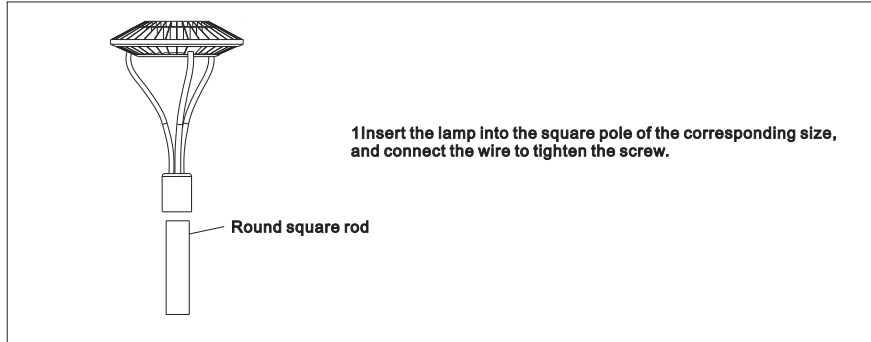 1Insert the lamp into the square pole of the corresponding size,
and connect the wire to tighten the screw.
Round square rod